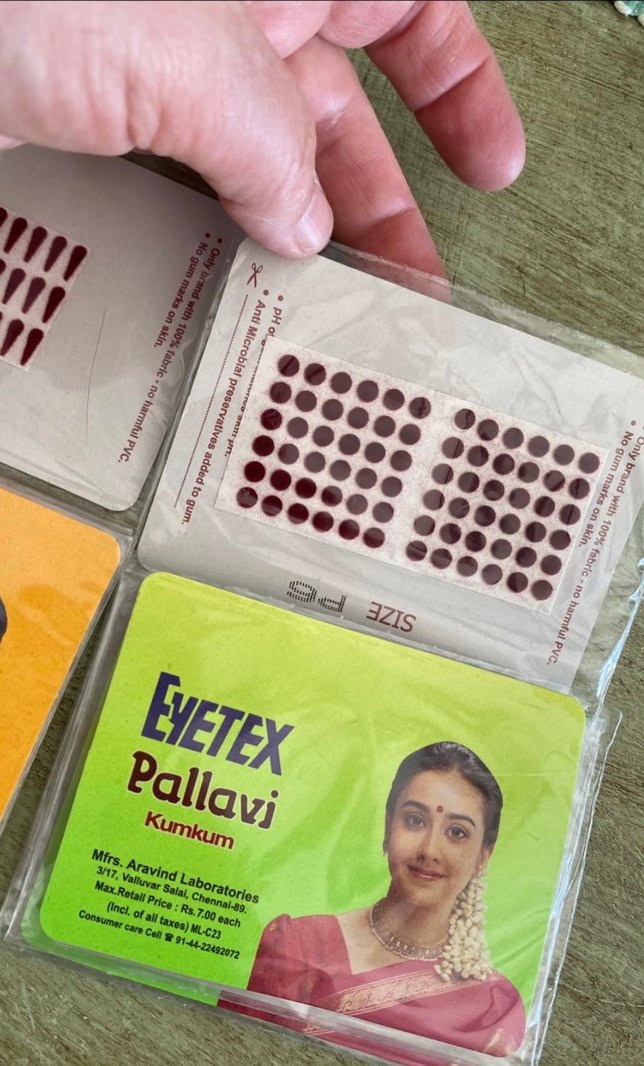 • Only brand with 100% fabric - no harmful PVC.
• No gum marks on skin.
• pH
• Anti Microbial preservatives added to gum.
Only brand with 100% fabric - no harmful PVC.
• No gum marks on skin.
SIZE P6
EYETEX
Pallavi
Kumkum
Mfrs. Aravind Laboratories
3/17, Valluvar Salai, Chennai-89.
Max.Retail Price : Rs.7.00 each
(Incl. of all taxes) ML-C23
Consumer care Cell ☎ 91-44-22492072